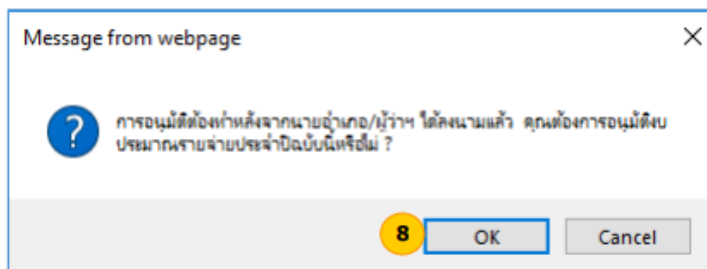 Message from webpage
การอนุมัติต้องทำหลังจากนายอำเภอ/ผู้ว่าฯ ได้ลงนามแล้ว คุณต้องการอนุมัติงบ
ประมาณรายจ่ายประจำปีฉบับนี้หรือไม่ ?
8 OK Cancel